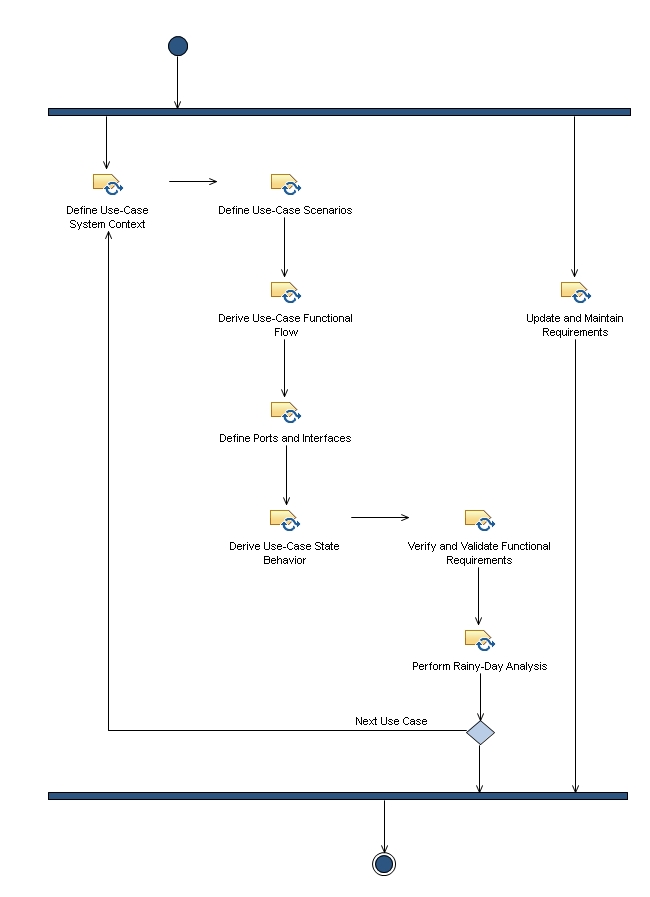 Define Use-Case
System Context
Define Use-Case Scenarios
Derive Use-Case Functional
Flow
Update and Maintain
Requirements
Define Ports and Interfaces
Derive Use-Case State
Behavior
Verify and Validate Functional
Requirements
Perform Rainy-Day Analysis
Next Use Case